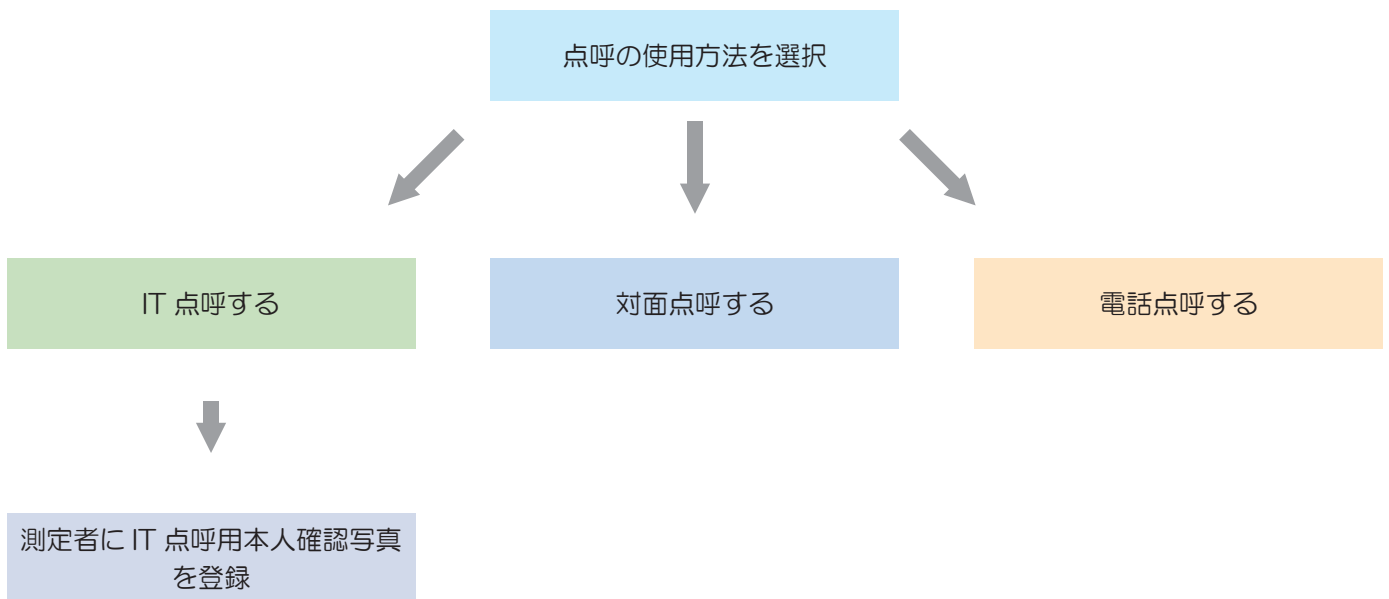 点呼の使用方法を選択
IT 点呼する
対面点呼する
電話点呼する
測定者に IT 点呼用本人確認写真
を登録